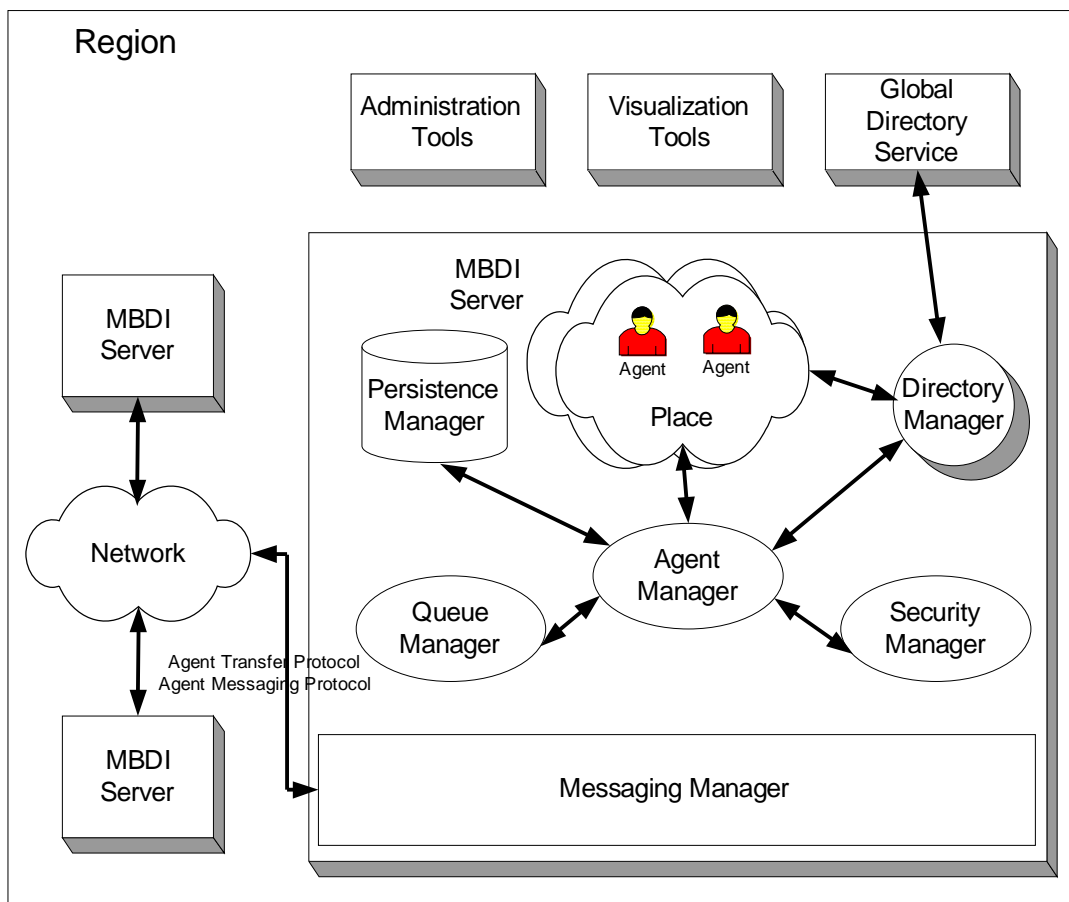 Region
Administration
Tools
Visualization
Tools
Global
Directory
Service
MBDI
Server
MBDI
Server
Agent
Agent
Place
Persistence
Manager
Directory
Manager
Network
Agent
Manager
Queue
Manager
Security
Manager
Agent Transfer Protocol
Agent Messaging Protocol
MBDI
Server
Messaging Manager